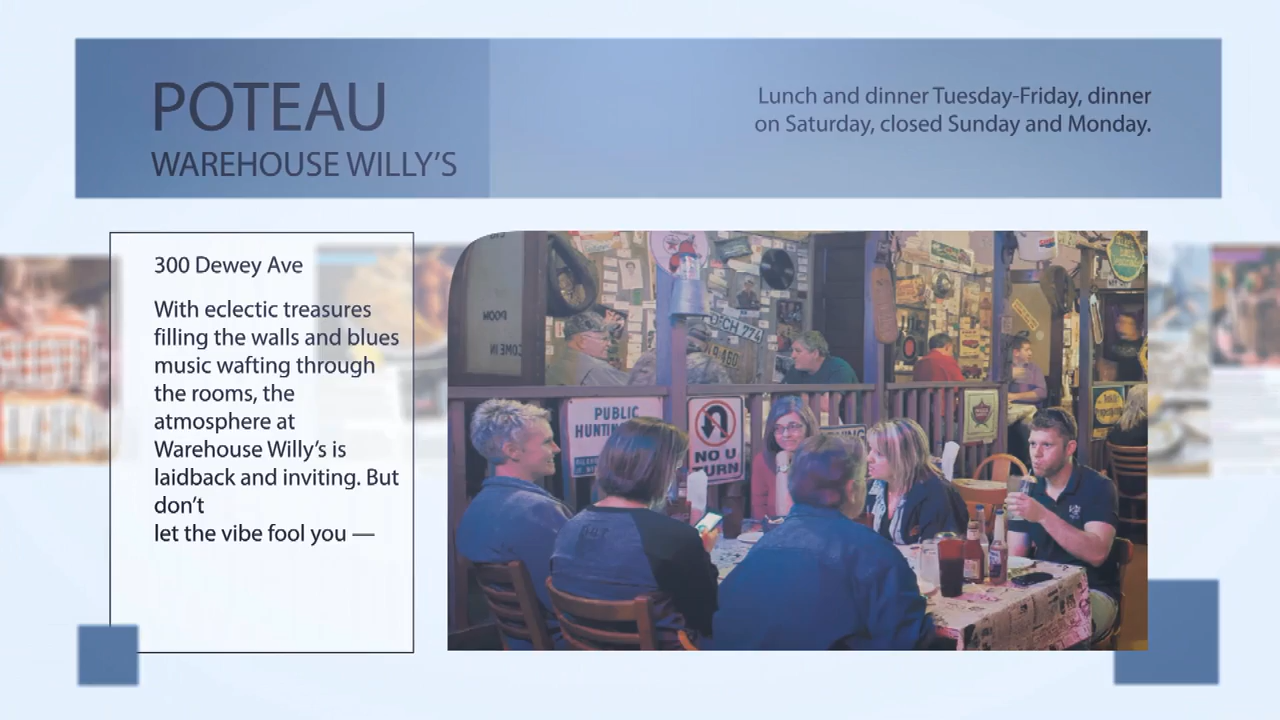 POTEAU
WAREHOUSE WILLY'S
Lunch and dinner Tuesday-Friday, dinner
on Saturday, closed Sunday and Monday.
300 Dewey Ave
With eclectic treasures
filling the walls and blues
music wafting through
the rooms, the
atmosphere at
Warehouse Willy's is
laidback and inviting. But
don't
let the vibe fool you —
PUBLIC
NO U
TURN